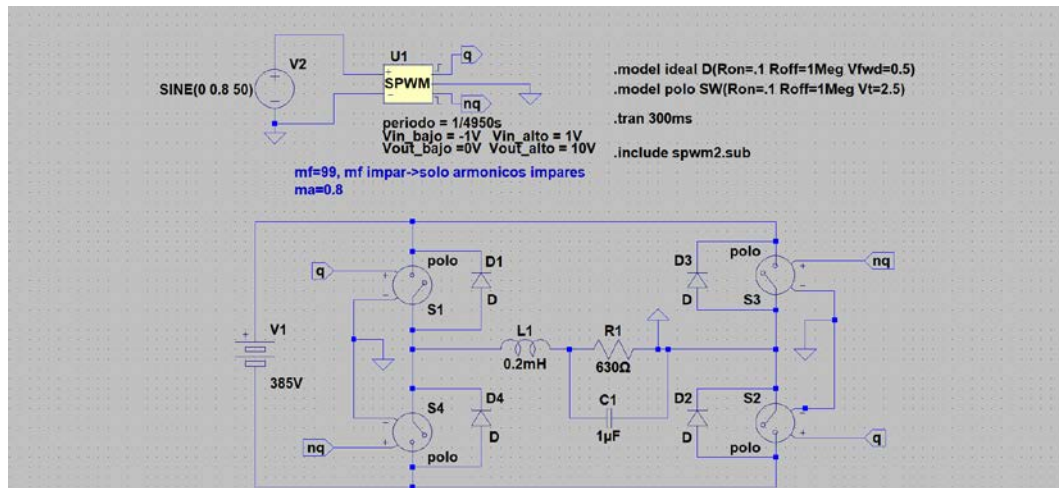 V2
SINE(0 0.8 50)
U1
+
SPWM
−
q
nq
periodo = 1/4950s
Vin_bajo = -1V Vin_alto = 1V
Vout_bajo =0V Vout_alto = 10V
mf=99, mf impar->solo armonicos impares
ma=0.8
.model ideal D(Ron=.1 Roff=1Meg Vfwd=0.5)
.model polo SW(Ron=.1 Roff=1Meg Vt=2.5)
.tran 300ms
.include spwm2.sub
q
polo
S1
D1
D
D3
D
polo
S3
nq
V1
385V
L1
0.2mH
R1
630Ω
C1
1µF
nq
S4
polo
D4
D
D2
D
S2
polo
q